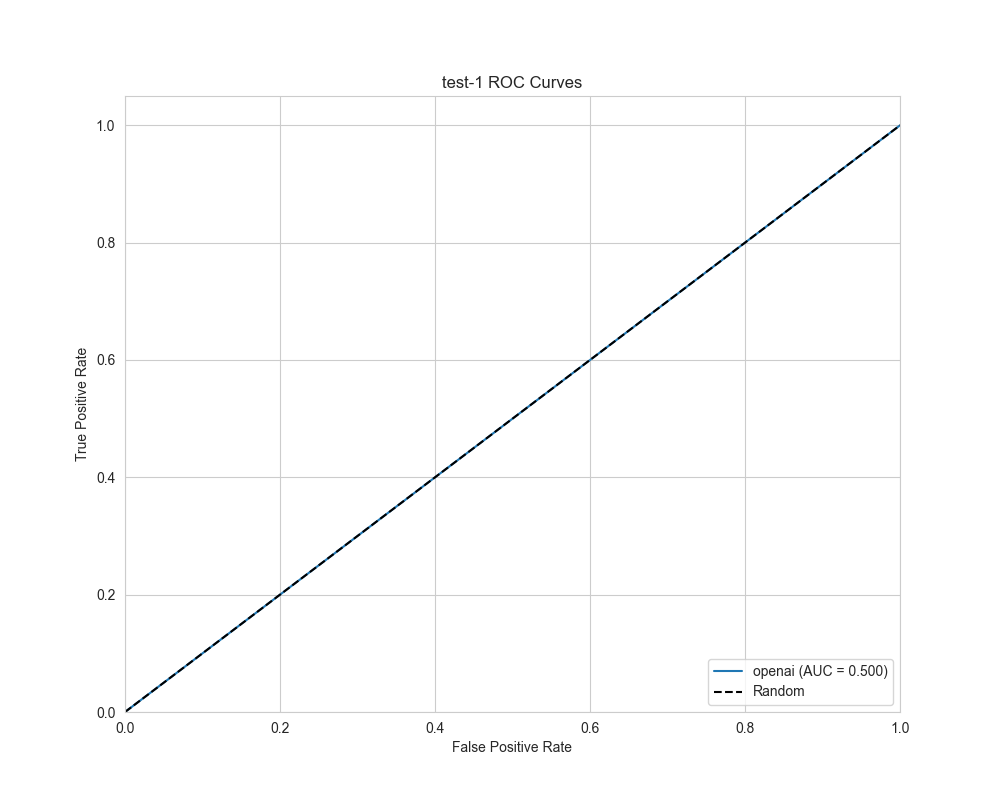 test-1 ROC Curves
True Positive Rate
1.0
0.8
0.6
0.4
0.2
0.0
openai (AUC = 0.500)
Random
0.0 0.2 0.4 0.6 0.8 1.0
False Positive Rate